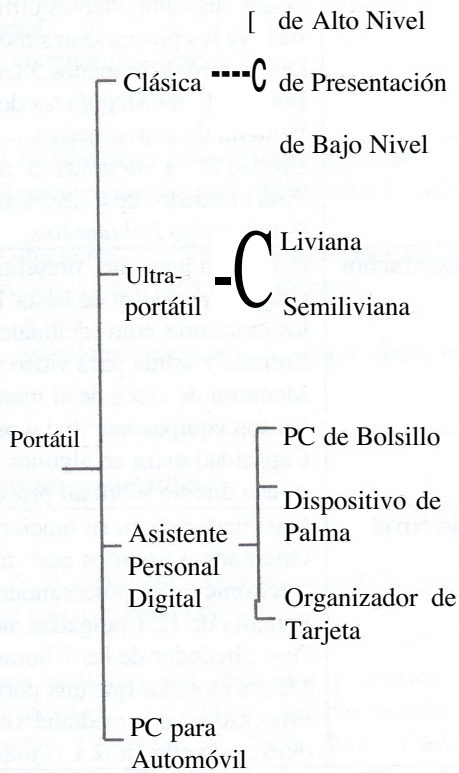 de Alto Nivel
Clásica
de Presentación
de Bajo Nivel
Ultra-
portátil
Liviana
Semiliviana
Portátil
PC de Bolsillo
Dispositivo de
Palma
Asistente
Personal
Digital
Organizador de
Tarjeta
PC para
Automóvil